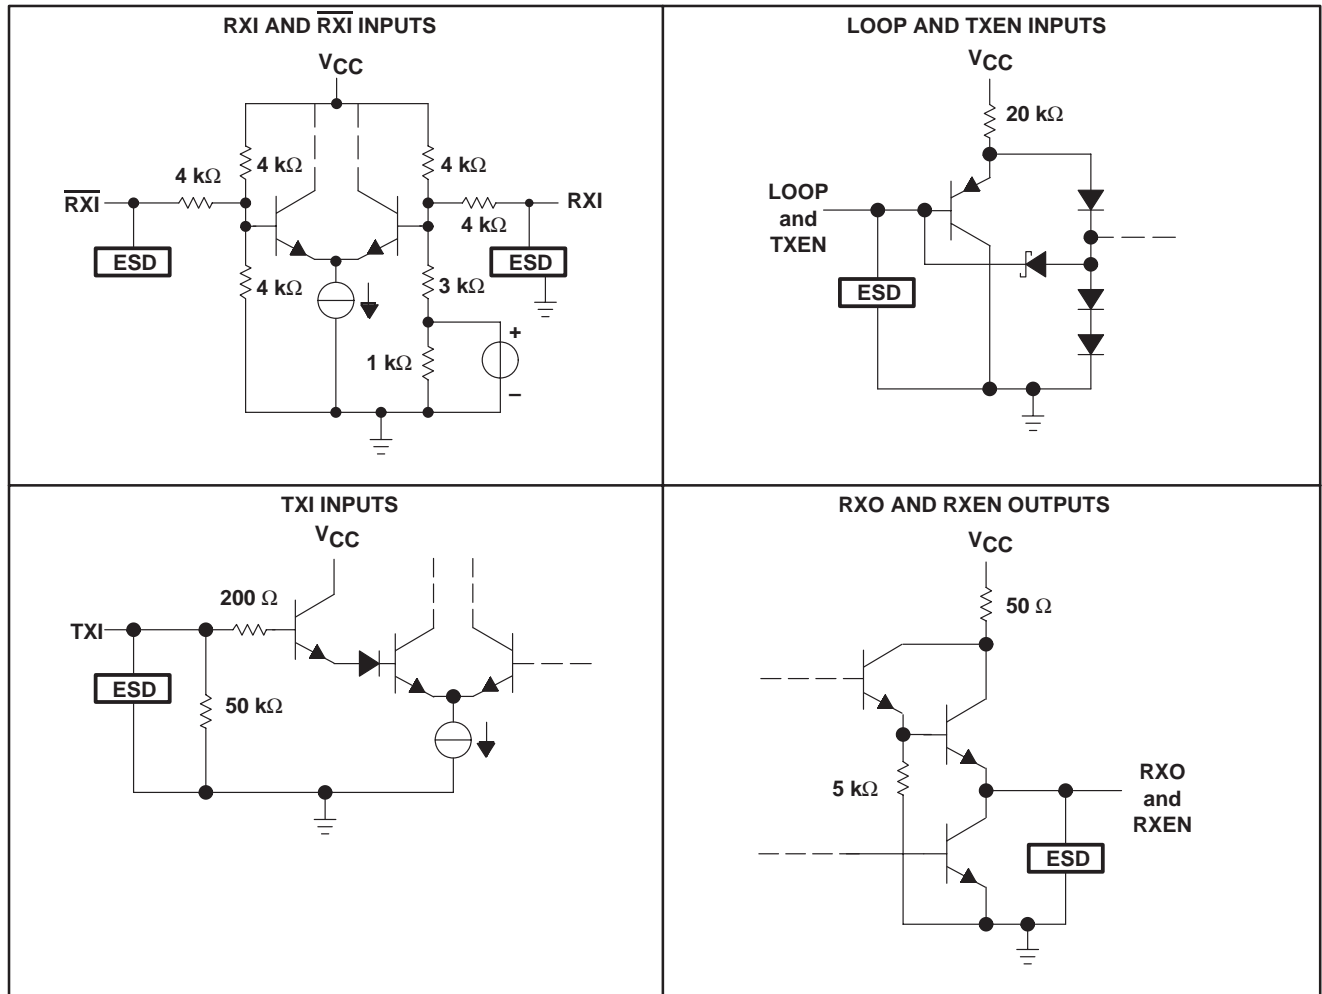 RXI AND R̅X̅I̅ INPUTS
VCC
4 kΩ
4 kΩ
4 kΩ
R̅X̅I̅
RXI
4 kΩ
ESD
ESD
4 kΩ
3 kΩ
+
1 kΩ
–
LOOP AND TXEN INPUTS
VCC
20 kΩ
LOOP
and
TXEN
ESD
TXI INPUTS
VCC
200 Ω
TXI
ESD
50 kΩ
RXO AND RXEN OUTPUTS
VCC
50 Ω
5 kΩ
RXO
and
RXEN
ESD